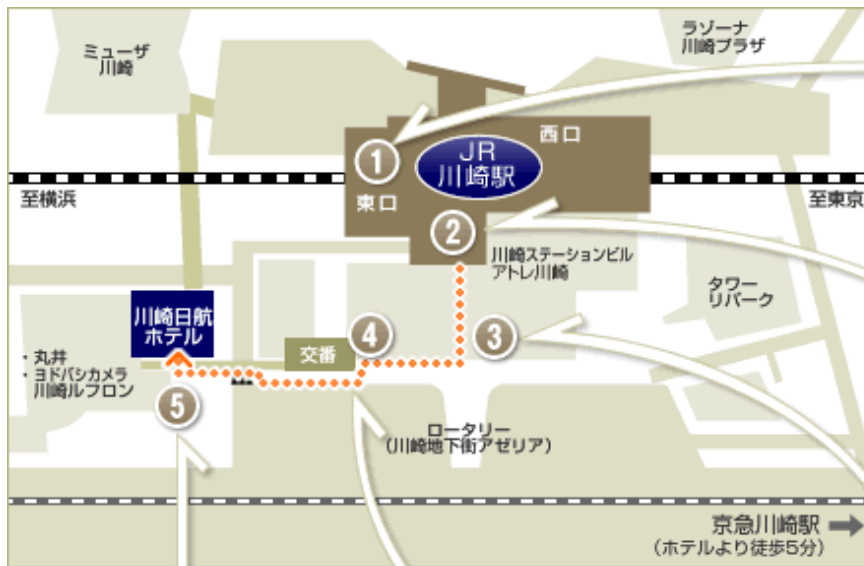 ミューザ
川崎
ラゾーナ
川崎プラザ
西口
JR
川崎駅
1
東口
至横浜
至東京
2
川崎ステーションビル
アトレ川崎
タワー
リパーク
川崎日航
ホテル
交番
4
3
・丸井
・ヨドバシカメラ
川崎ルフロン
5
ロータリー
（川崎地下街アゼリア）
京急川崎駅
（ホテルより徒歩5分）